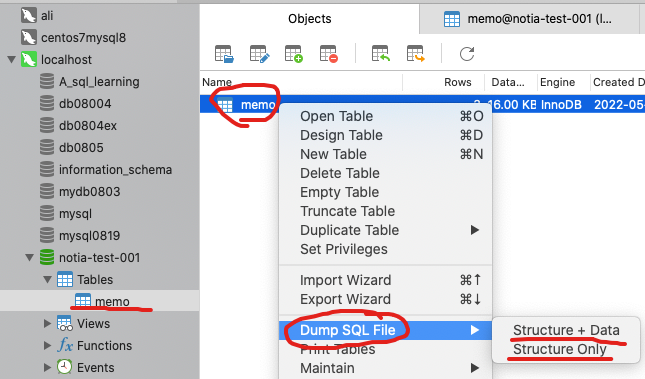 ali
centos7mysql8
localhost
A_sql_learning
db08004
db0804ex
db0805
information_schema
mydb0803
mysql
mysql0819
notia-test-001
Tables
memo
Views
Functions
Events
Objects
memo@notia-test-001 (l...
Name
Rows
Data...
Engine
Created D
memo
16.00 KB
InnoDB
2022-05
Open Table ⌘O
Design Table ⌘D
New Table ⌘N
Delete Table
Empty Table
Truncate Table
Duplicate Table
Set Privileges
Import Wizard ⌘↑
Export Wizard ⌘↓
Dump SQL File
Print Tables
Maintain
Structure + Data
Structure Only